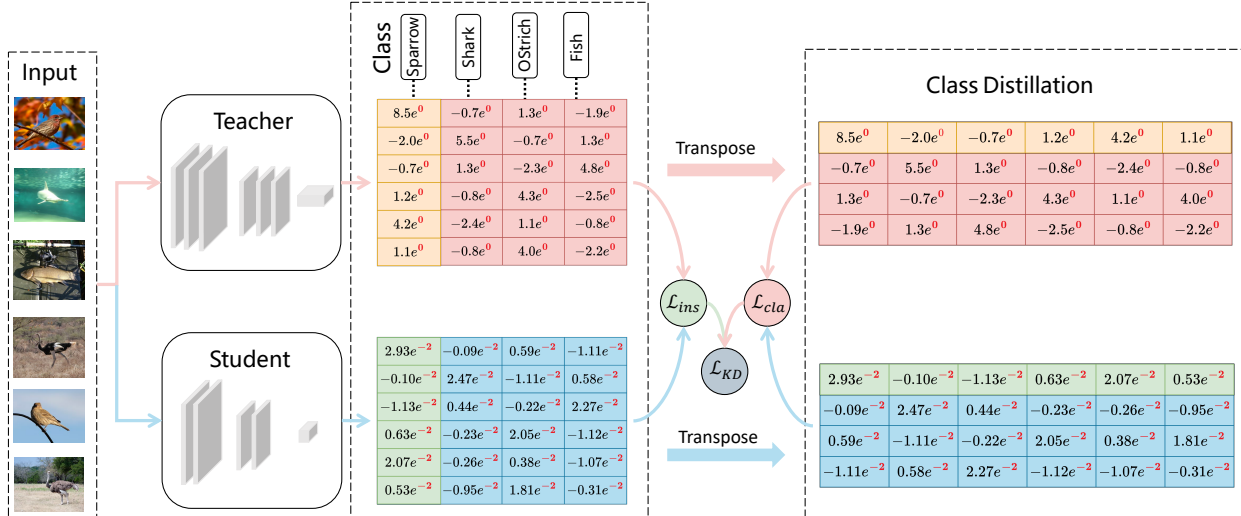 Input
Teacher
Student
Class
Sparrow
Shark
OStrich
Fish
8.5e⁰ −0.7e⁰ 1.3e⁰ −1.9e⁰
−2.0e⁰ 5.5e⁰ −0.7e⁰ 1.3e⁰
−0.7e⁰ 1.3e⁰ −2.3e⁰ 4.8e⁰
1.2e⁰ −0.8e⁰ 4.3e⁰ −2.5e⁰
4.2e⁰ −2.4e⁰ 1.1e⁰ −0.8e⁰
1.1e⁰ −0.8e⁰ 4.0e⁰ −2.2e⁰
2.93e⁻² −0.09e⁻² 0.59e⁻² −1.11e⁻²
−0.10e⁻² 2.47e⁻² −1.11e⁻² 0.58e⁻²
−1.13e⁻² 0.44e⁻² −0.22e⁻² 2.27e⁻²
0.63e⁻² −0.23e⁻² 2.05e⁻² −1.12e⁻²
2.07e⁻² −0.26e⁻² 0.38e⁻² −1.07e⁻²
0.53e⁻² −0.95e⁻² 1.81e⁻² −0.31e⁻²
Transpose
ℒins
ℒcla
ℒKD
Transpose
Class Distillation
8.5e⁰ −2.0e⁰ −0.7e⁰ 1.2e⁰ 4.2e⁰ 1.1e⁰
−0.7e⁰ 5.5e⁰ 1.3e⁰ −0.8e⁰ −2.4e⁰ −0.8e⁰
1.3e⁰ −0.7e⁰ −2.3e⁰ 4.3e⁰ 1.1e⁰ 4.0e⁰
−1.9e⁰ 1.3e⁰ 4.8e⁰ −2.5e⁰ −0.8e⁰ −2.2e⁰
2.93e⁻² −0.10e⁻² −1.13e⁻² 0.63e⁻² 2.07e⁻² 0.53e⁻²
−0.09e⁻² 2.47e⁻² 0.44e⁻² −0.23e⁻² −0.26e⁻² −0.95e⁻²
0.59e⁻² −1.11e⁻² −0.22e⁻² 2.05e⁻² 0.38e⁻² 1.81e⁻²
−1.11e⁻² 0.58e⁻² 2.27e⁻² −1.12e⁻² −1.07e⁻² −0.31e⁻²